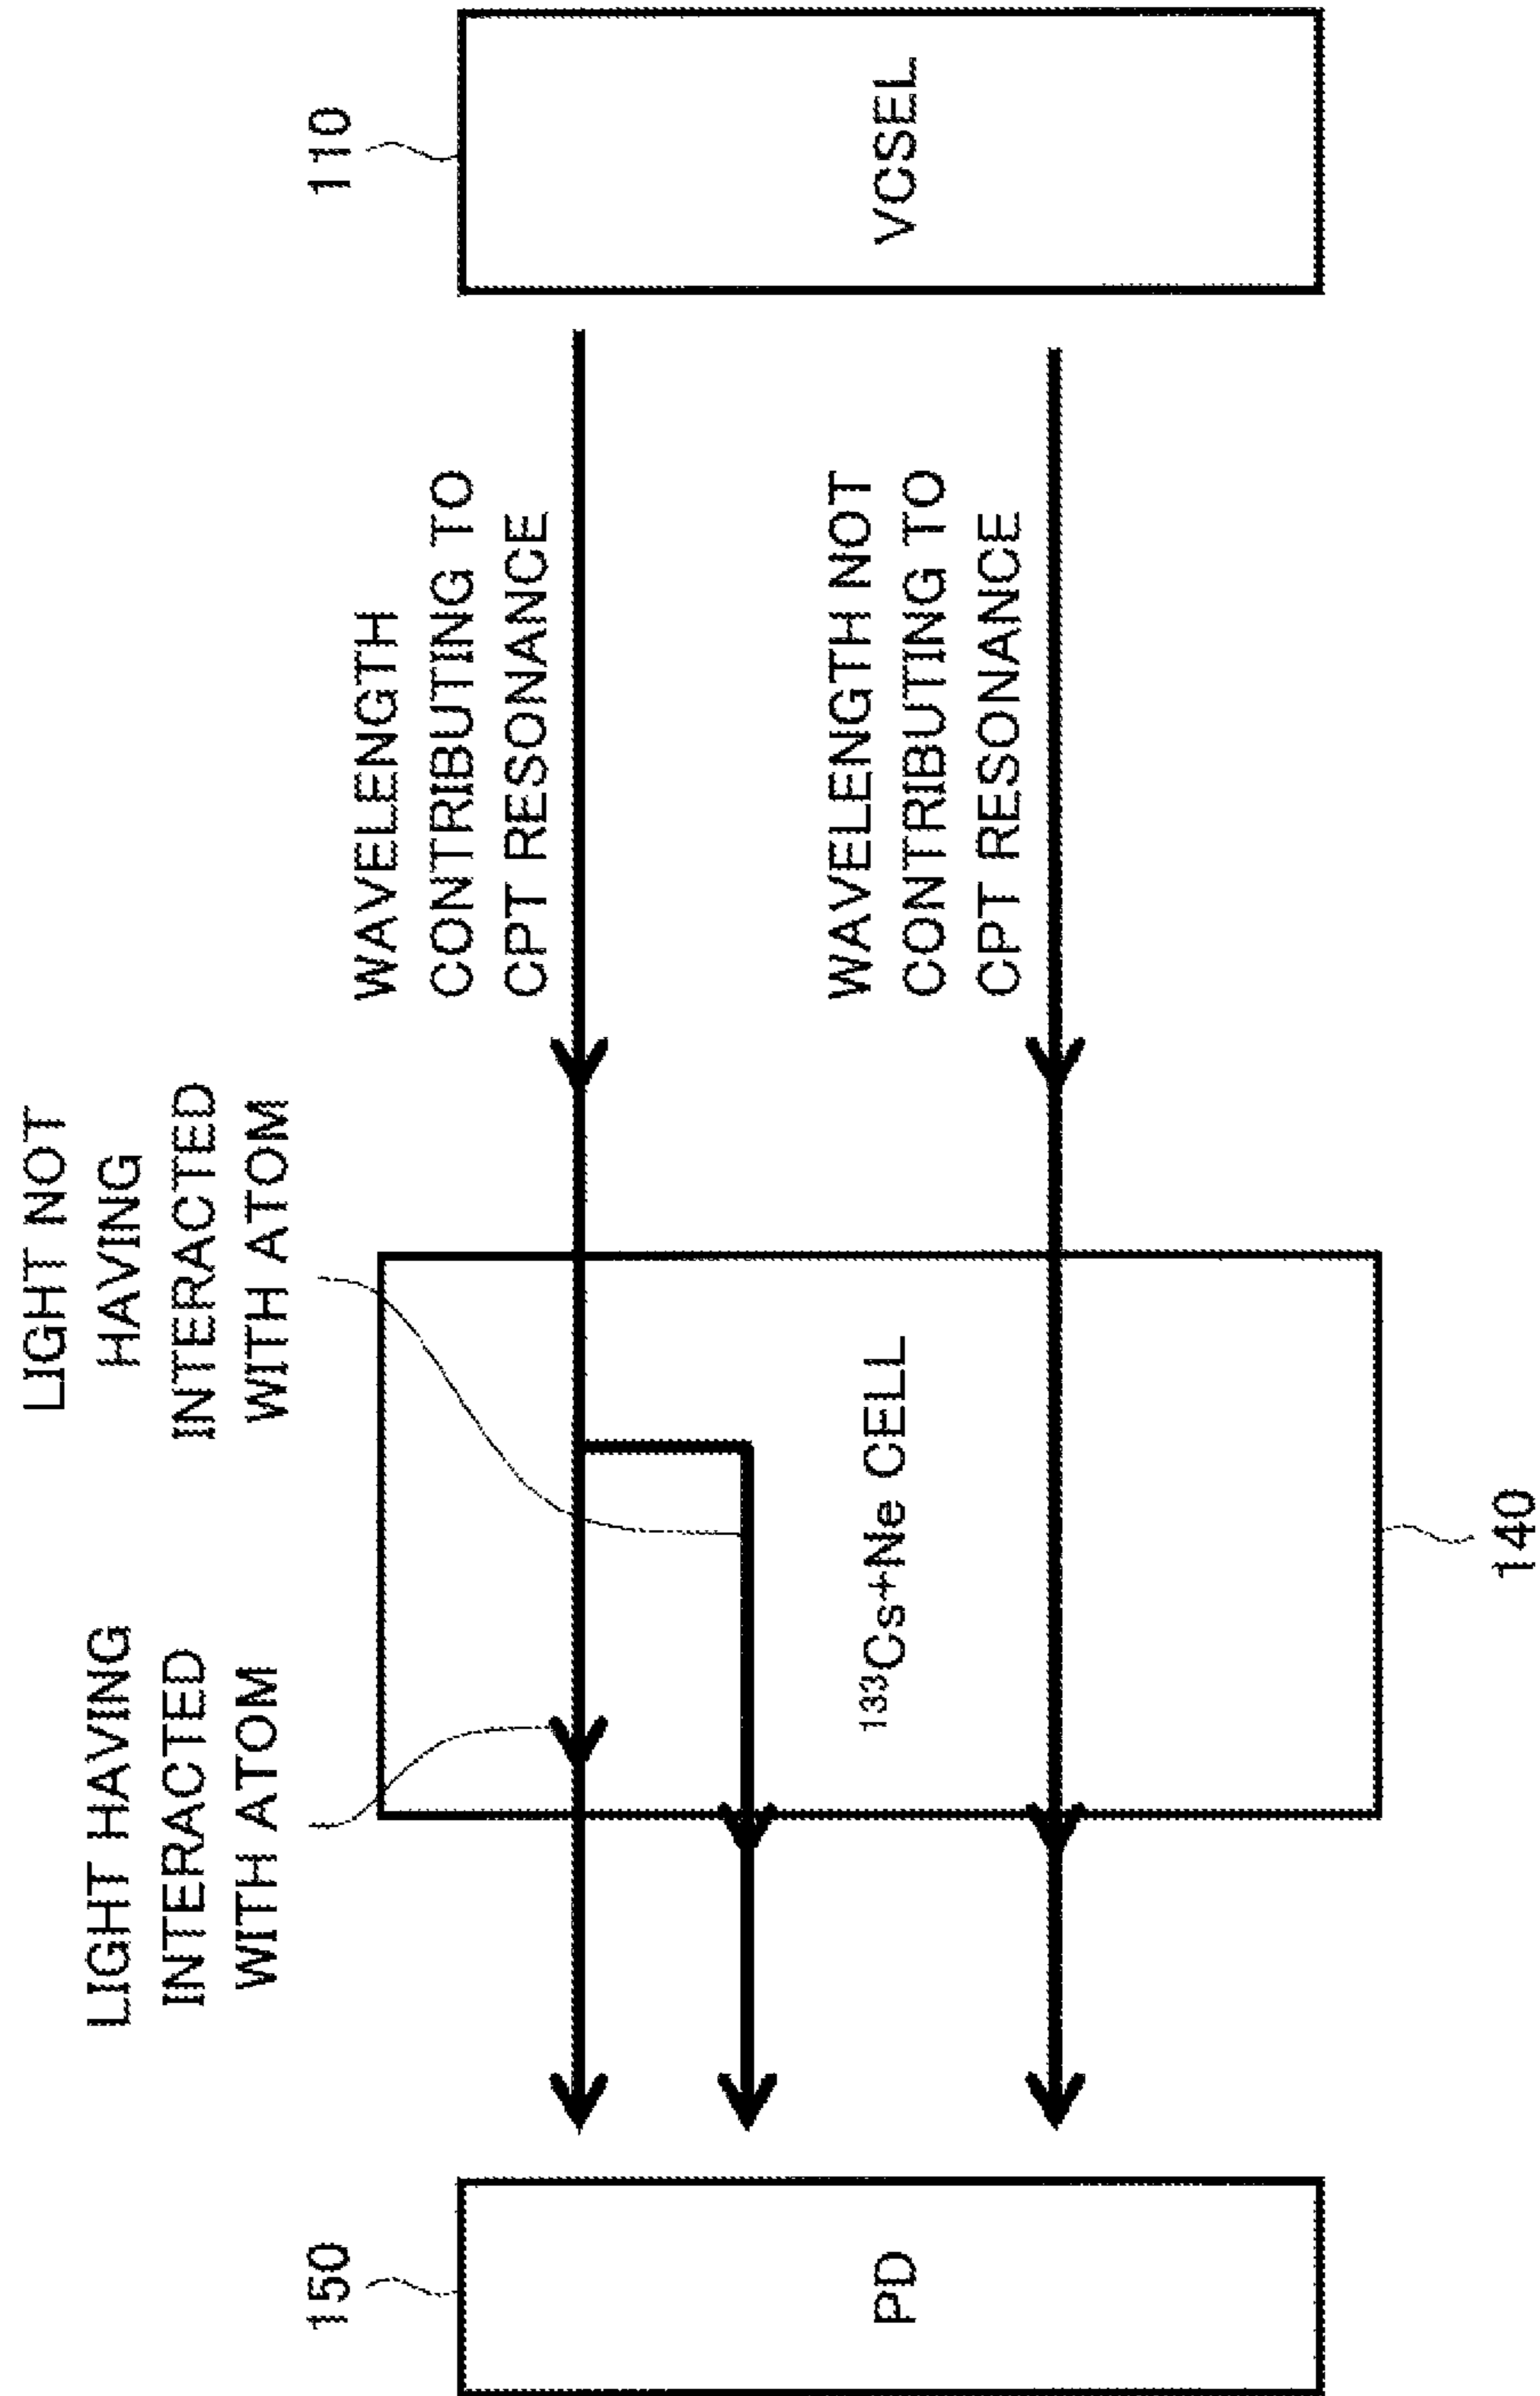 LIGHT HAVING
INTERACTED
WITH ATOM
LIGHT NOT
HAVING
INTERACTED
WITH ATOM
150
110
WAVELENGTH
CONTRIBUTING TO
CPT RESONANCE
WAVELENGTH NOT
CONTRIBUTING TO
CPT RESONANCE
PD
¹³³Cs+Ne CELL
VCSEL
140